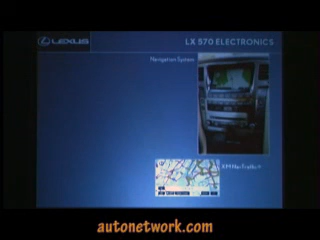 LEXUS
LX 570 ELECTRONICS
Navigation System
XM NavTraffic®
autonetwork.com